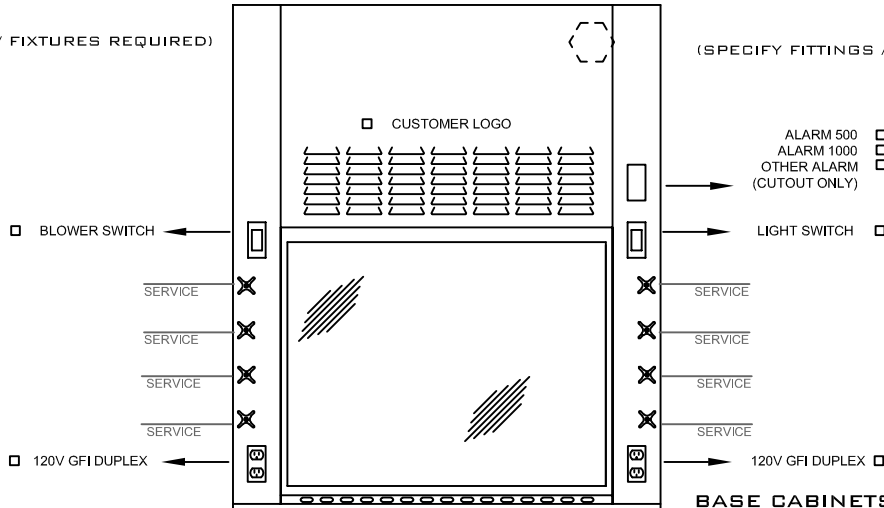 FIXTURES REQUIRED)
(SPECIFY FITTINGS /
CUSTOMER LOGO
ALARM 500
ALARM 1000
OTHER ALARM
(CUTOUT ONLY)
BLOWER SWITCH
LIGHT SWITCH
SERVICE
SERVICE
SERVICE
SERVICE
SERVICE
SERVICE
SERVICE
SERVICE
120V GFI DUPLEX
120V GFI DUPLEX
BASE CABINETS